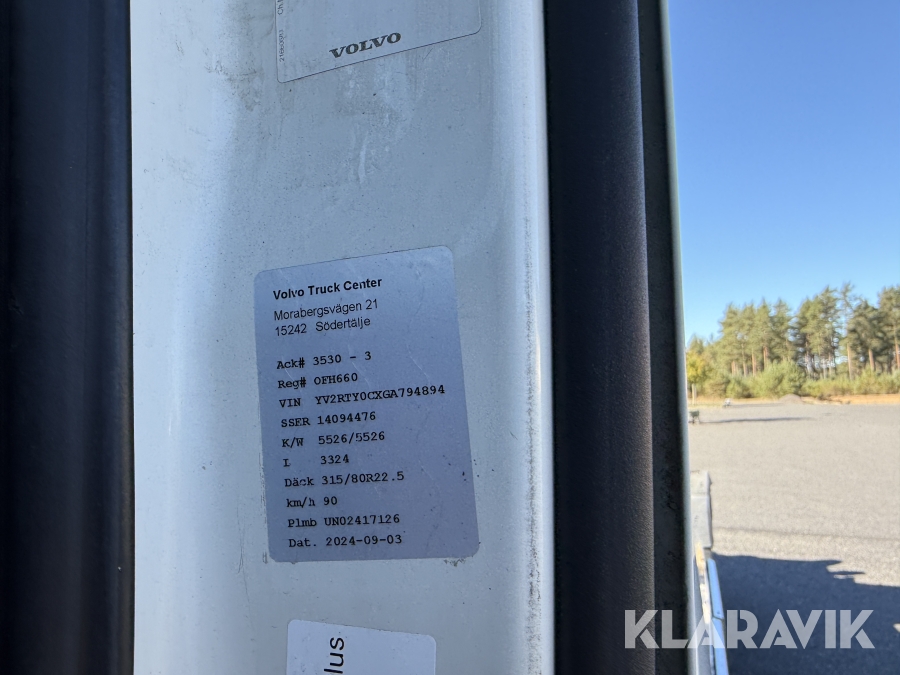 VOLVO
Volvo Truck Center
Morabergsvägen 21
15242 Södertälje
Ack# 3530 - 3
Reg# OFH660
VIN YV2RTY0CXGA794894
SSER 14094476
K/W 5526/5526
L 3324
Däck 315/80R22.5
km/h 90
Plmb UN02417126
Dat. 2024-09-03
lus
KLARAVIK